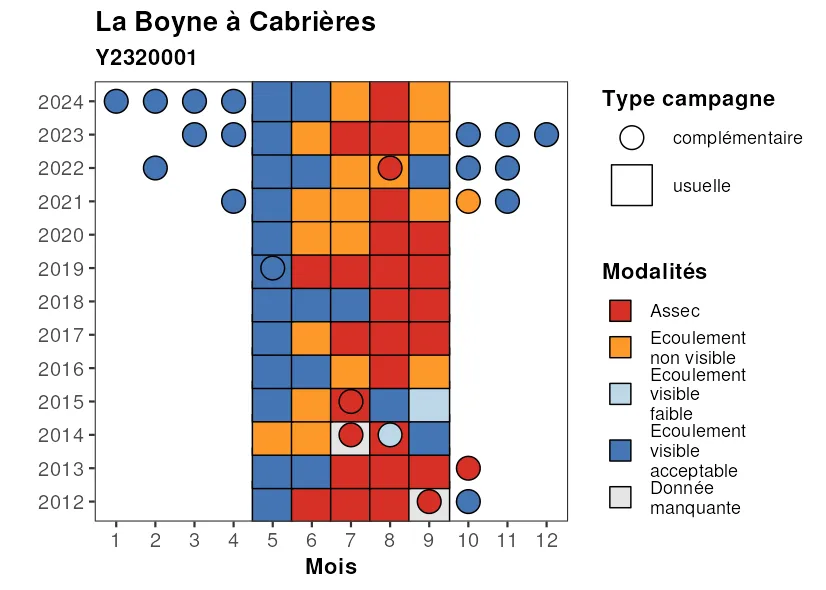 La Boyne à Cabrières
Y2320001
2024
2023
2022
2021
2020
2019
2018
2017
2016
2015
2014
2013
2012
1 2 3 4 5 6 7 8 9 10 11 12
Mois
Type campagne
complémentaire
usuelle
Modalités
Assec
Ecoulement
non visible
Ecoulement
visible
faible
Ecoulement
visible
acceptable
Donnée
manquante